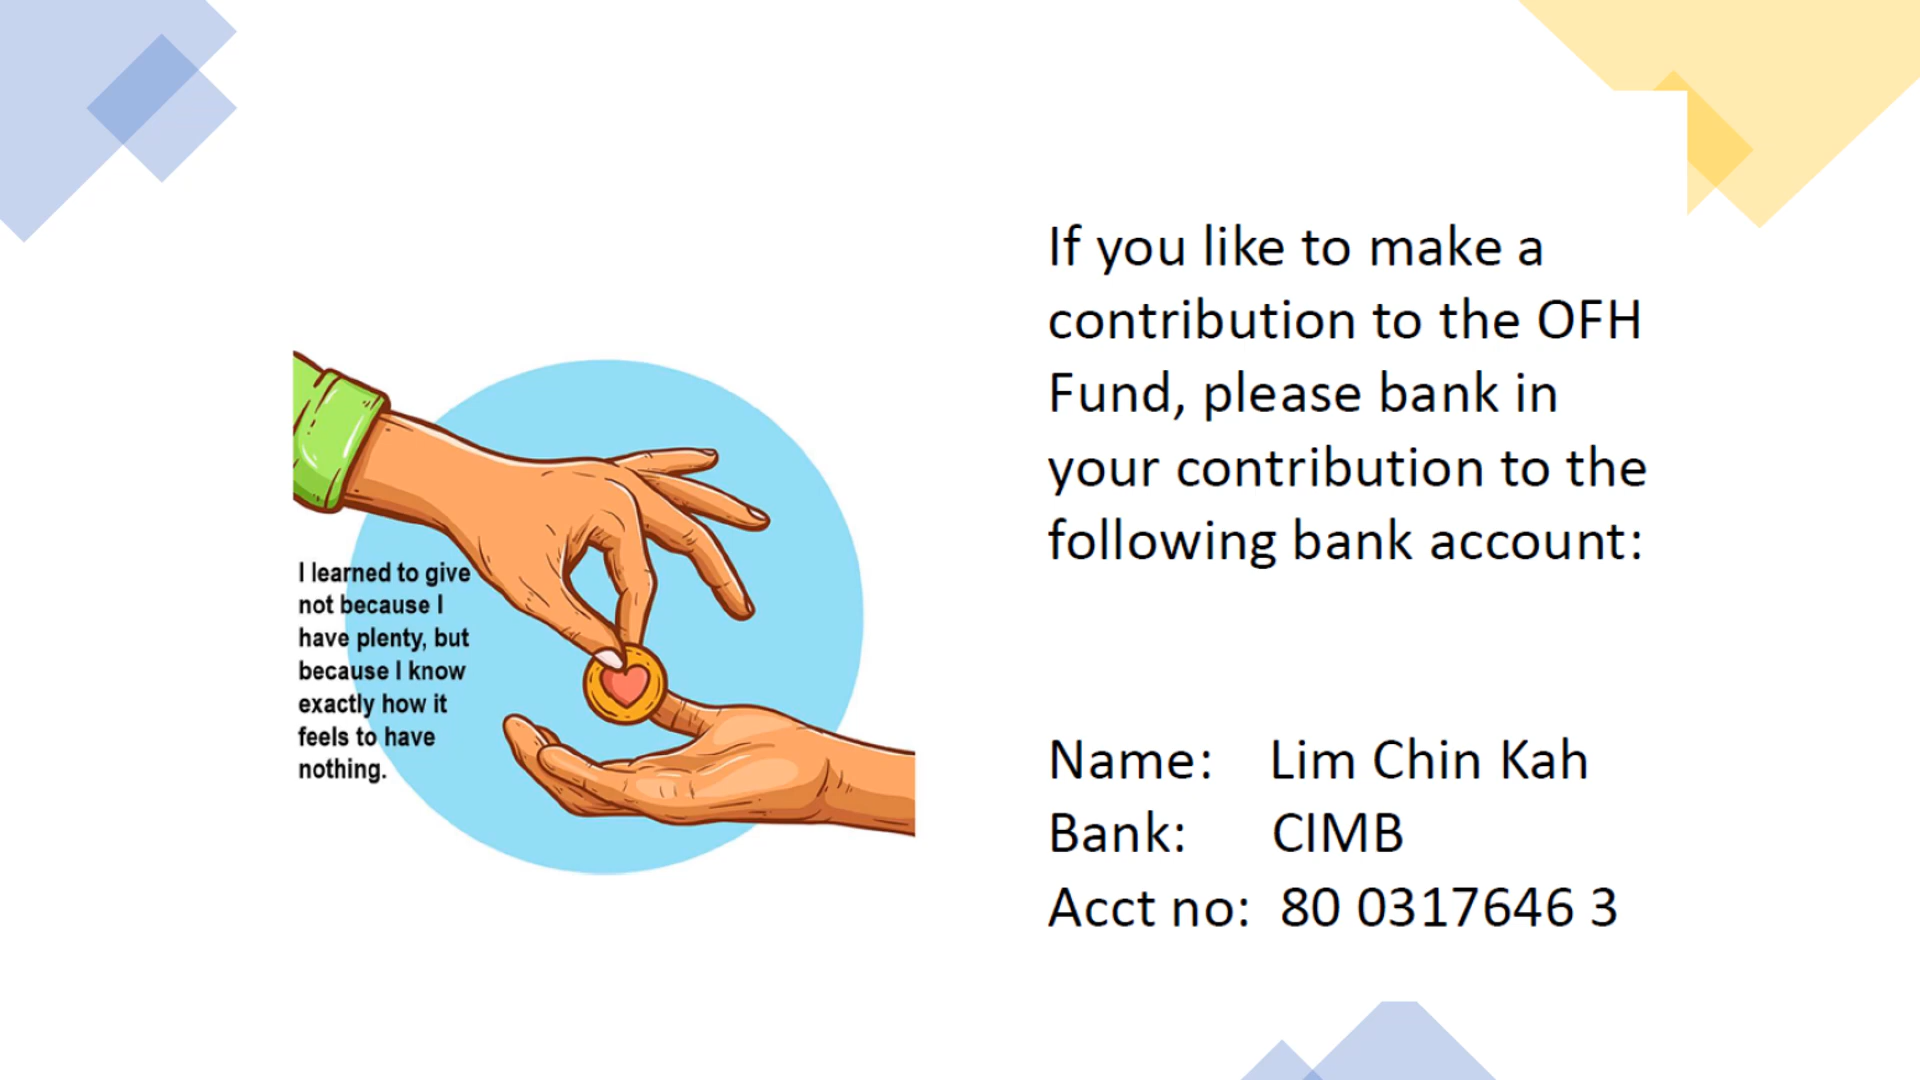 If you like to make a
contribution to the OFH
Fund, please bank in
your contribution to the
following bank account:
I learned to give
not because I
have plenty, but
because I know
exactly how it
feels to have
nothing.
Name: Lim Chin Kah
Bank: CIMB
Acct no: 80 0317646 3